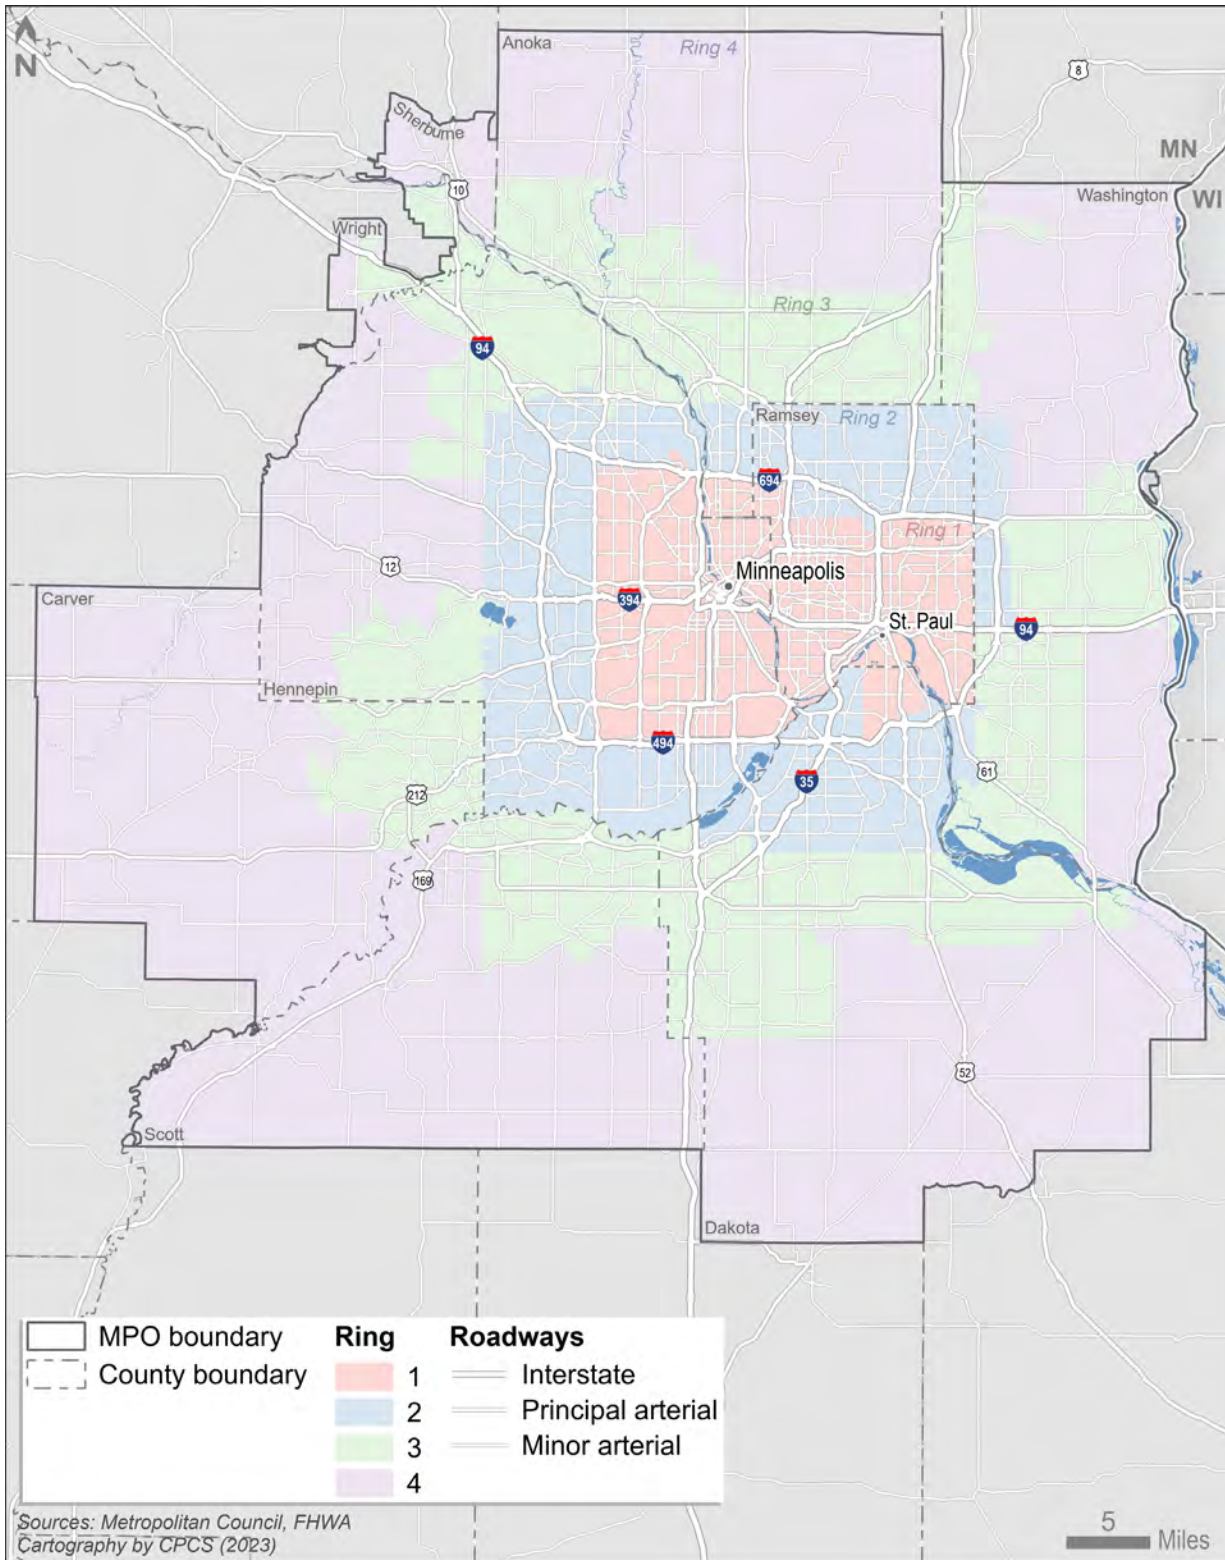 N
Anoka
Ring 4
8
Sherburne
MN
10
Washington
WI
Wright
Ring 3
94
Ramsey
Ring 2
694
Ring 1
12
Minneapolis
Carver
394
St. Paul
94
Hennepin
494
61
35
212
169
52
Scott
Dakota
MPO boundary
County boundary
Ring
1
2
3
4
Roadways
Interstate
Principal arterial
Minor arterial
Sources: Metropolitan Council, FHWA
Cartography by CPCS (2023)
5
Miles